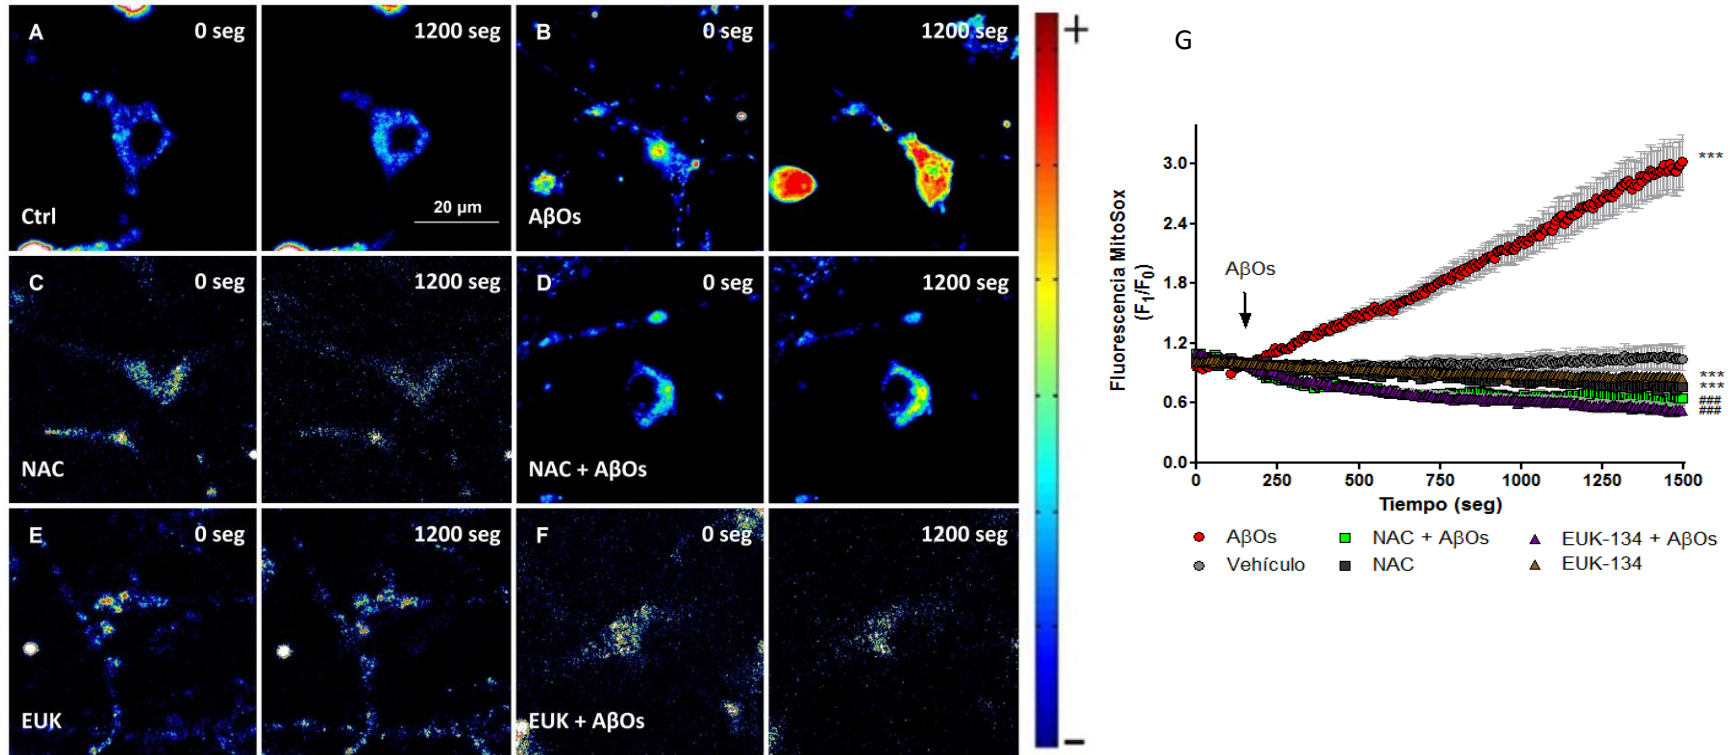 A
0 seg
1200 seg
Ctrl
20 µm
B
0 seg
1200 seg
AβOs
C
0 seg
1200 seg
NAC
D
0 seg
1200 seg
NAC + AβOs
E
0 seg
1200 seg
EUK
F
0 seg
1200 seg
EUK + AβOs
+
−
G
Fluorescencia MitoSox
(F1/F0)
3.0
2.4
1.8
1.2
0.6
0.0
AβOs
***
***
***
###
###
0 250 500 750 1000 1250 1500
Tiempo (seg)
AβOs NAC + AβOs EUK-134 + AβOs
Vehículo NAC EUK-134